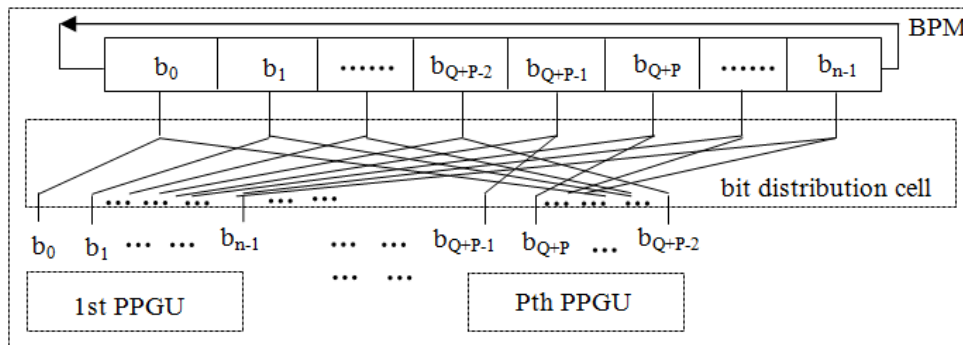 BPM
b0 b1 ...... bQ+P-2 bQ+P-1 bQ+P ...... bn-1
bit distribution cell
... ... ... ... ... ... ... ...
b0 b1 ... ... bn-1 ... ... bQ+P-1 bQ+P ... bQ+P-2
... ...
1st PPGU Pth PPGU